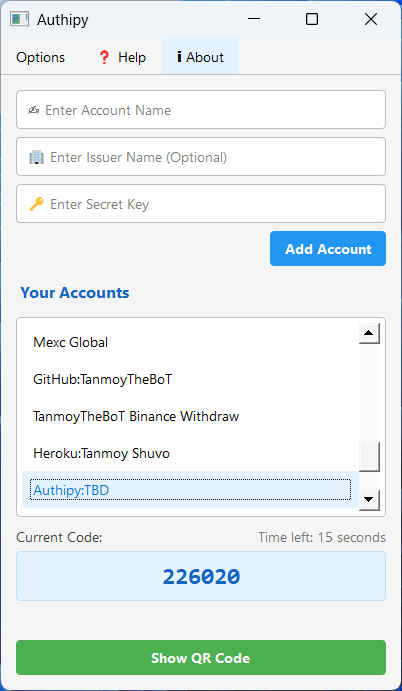 Authipy
Options
❓ Help
ℹ About
✍ Enter Account Name
🏢 Enter Issuer Name (Optional)
🔑 Enter Secret Key
Add Account
Your Accounts
Mexc Global
GitHub:TanmoyTheBoT
TanmoyTheBoT Binance Withdraw
Heroku:Tanmoy Shuvo
Authipy:TBD
Current Code:
Time left: 15 seconds
226020
Show QR Code